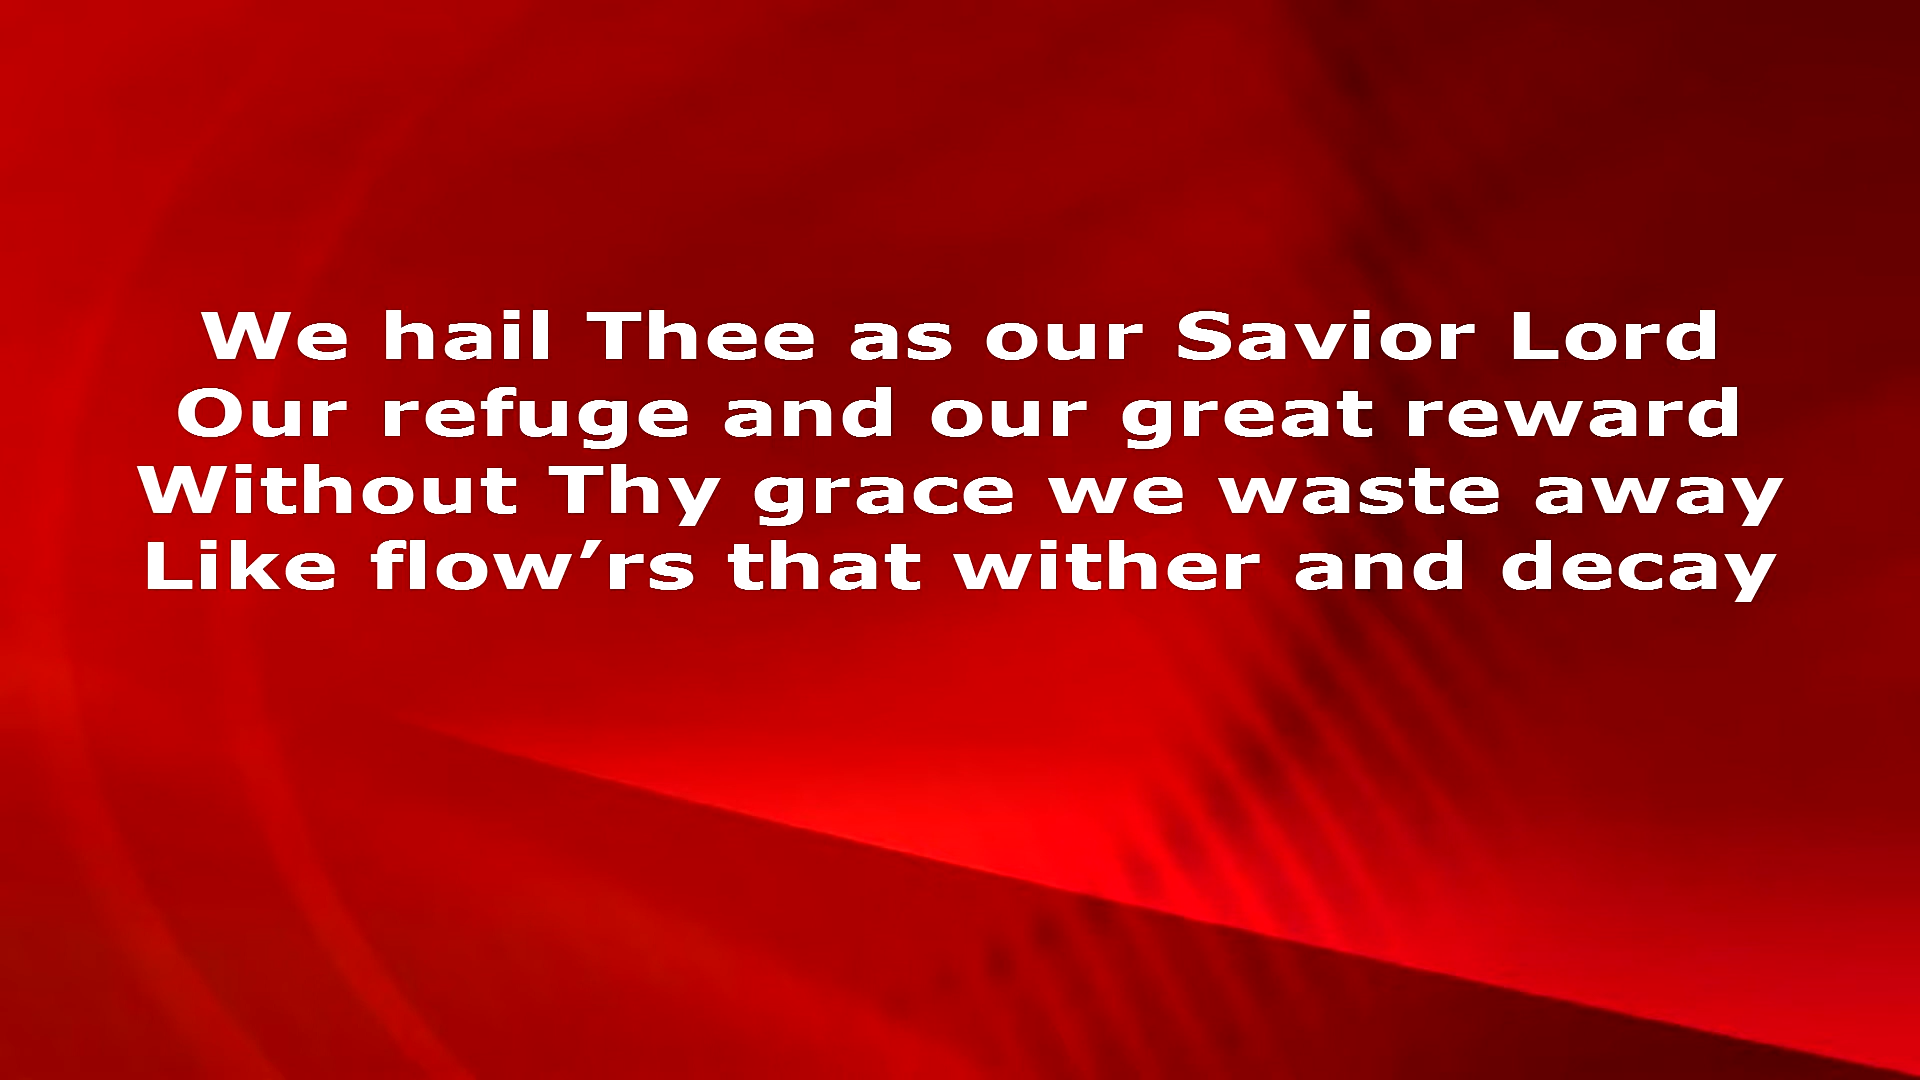 We hail Thee as our Savior Lord
Our refuge and our great reward
Without Thy grace we waste away
Like flow’rs that wither and decay